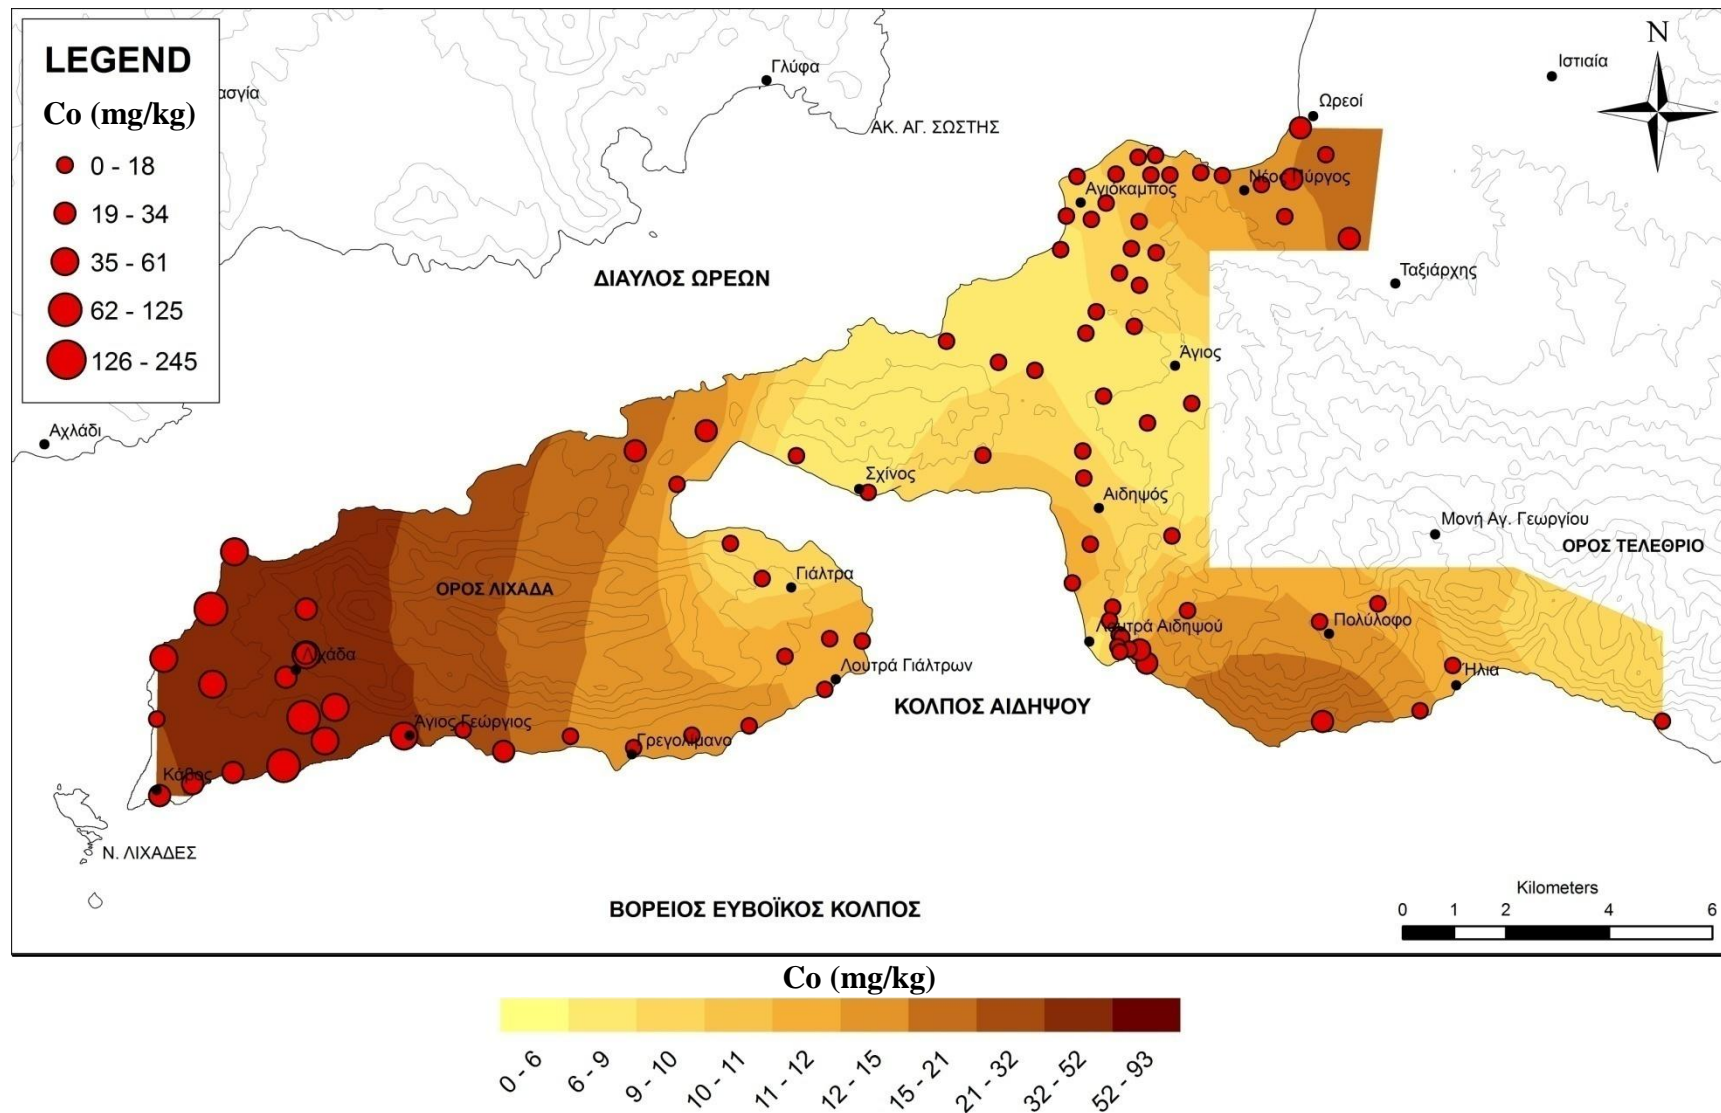 LEGEND
Co (mg/kg)
0 - 18
19 - 34
35 - 61
62 - 125
126 - 245
ασγία
Γλύφα
ΑΚ. ΑΓ. ΣΩΣΤΗΣ
Ιστιαία
N
Ωρεοί
Αγιόκαμπος
Νέος Πύργος
ΔΙΑΥΛΟΣ ΩΡΕΩΝ
Ταξιάρχης
Άγιος
Αχλάδι
Σχίνος
Αιδηψός
Μονή Αγ. Γεωργίου
ΟΡΟΣ ΤΕΛΕΘΡΙΟ
ΟΡΟΣ ΛΙΧΑΔΑ
Γιάλτρα
Λουτρά Αιδηψού
Πολύλοφο
Λιχάδα
Λουτρά Γιάλτρων
Ήλια
ΚΟΛΠΟΣ ΑΙΔΗΨΟΥ
Άγιος Γεώργιος
Γρεγολίμανο
Κάβος
Ν. ΛΙΧΑΔΕΣ
ΒΟΡΕΙΟΣ ΕΥΒΟΪΚΟΣ ΚΟΛΠΟΣ
Kilometers
0 1 2 4 6
Co (mg/kg)
0 - 6
6 - 9
9 - 10
10 - 11
11 - 12
12 - 15
15 - 21
21 - 32
32 - 52
52 - 93